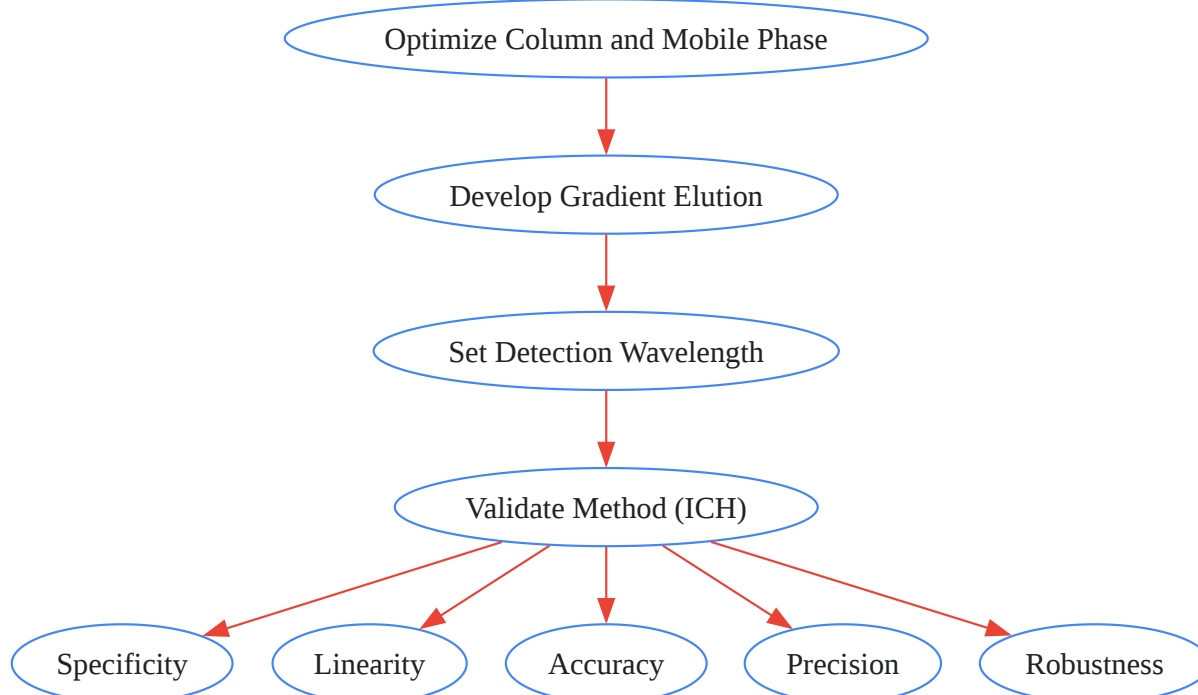 Optimize Column and Mobile Phase
Develop Gradient Elution
Set Detection Wavelength
Validate Method (ICH)
Specificity
Linearity
Accuracy
Precision
Robustness